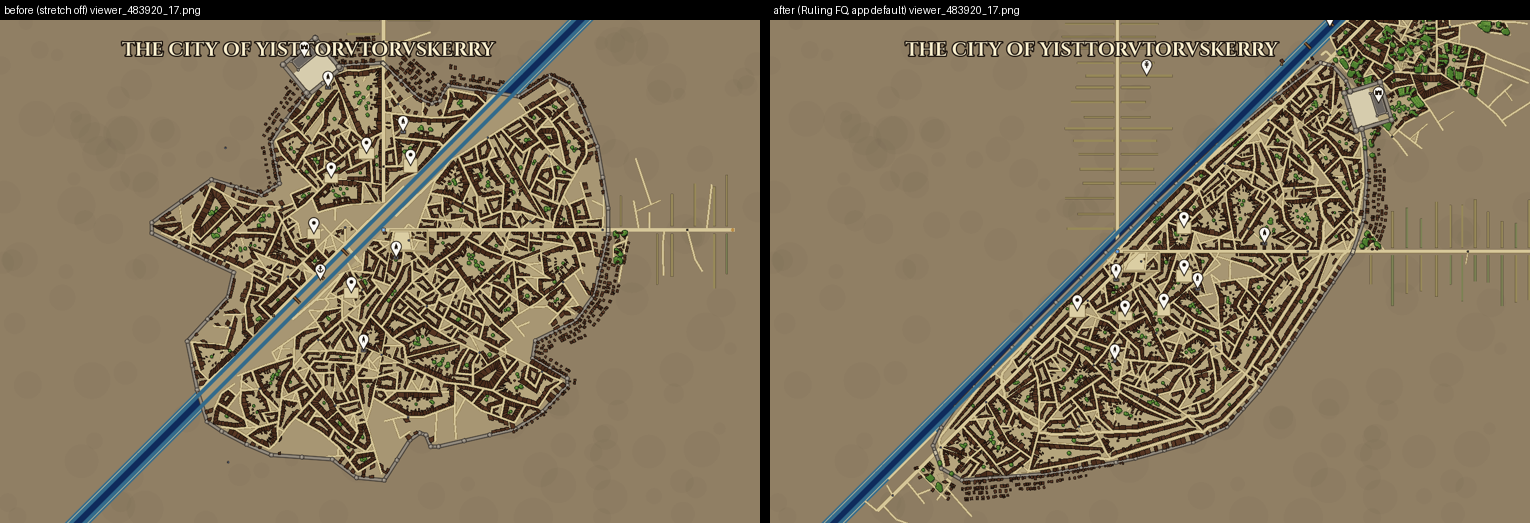 before (stretch off) viewer_483920_17.png
after (Ruling FQ, app default) viewer_483920_17.png
THE CITY OF YISTTORVTORVSKERRY
THE CITY OF YISTTORVTORVSKERRY